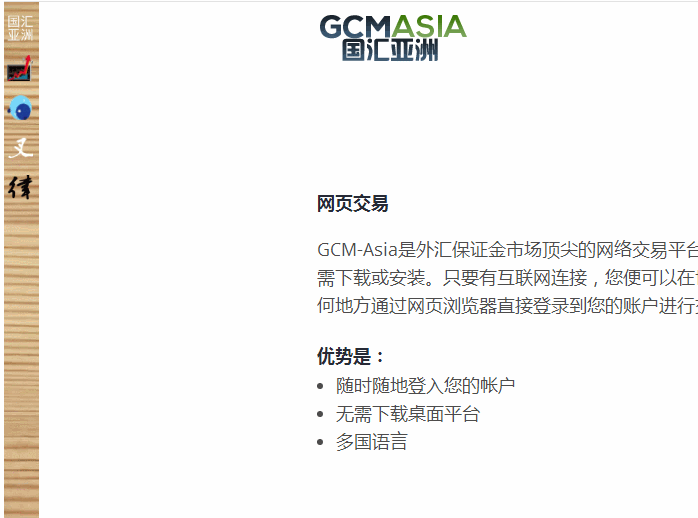 国汇
亚洲
GCMASIA
国汇亚洲
叉
律
网页交易
GCM-Asia是外汇保证金市场顶尖的网络交易平台
需下载或安装。只要有互联网连接，您便可以在
何地方通过网页浏览器直接登录到您的账户进行
优势是：
随时随地登入您的帐户
无需下载桌面平台
多国语言